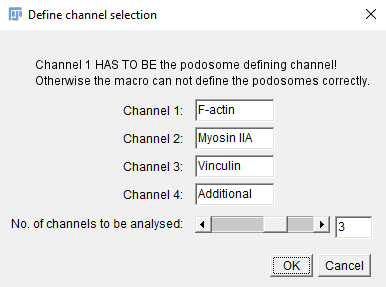 Define channel selection
Channel 1 HAS TO BE the podosome defining channel!
Otherwise the macro can not define the podosomes correctly.
Channel 1: F-actin
Channel 2: Myosin IIA
Channel 3: Vinculin
Channel 4: Additional
No. of channels to be analysed: 3
OK Cancel